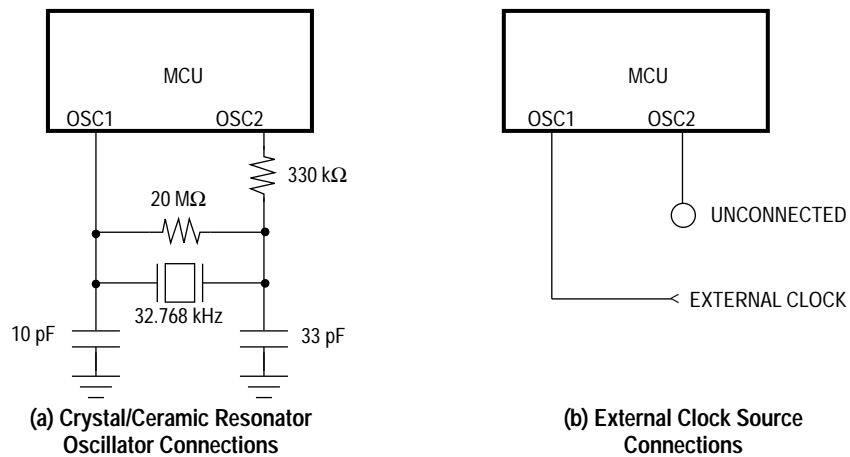 MCU
OSC1 OSC2
330 kΩ
20 MΩ
32.768 kHz
10 pF
33 pF
(a) Crystal/Ceramic Resonator
Oscillator Connections
MCU
OSC1 OSC2
UNCONNECTED
EXTERNAL CLOCK
(b) External Clock Source
Connections